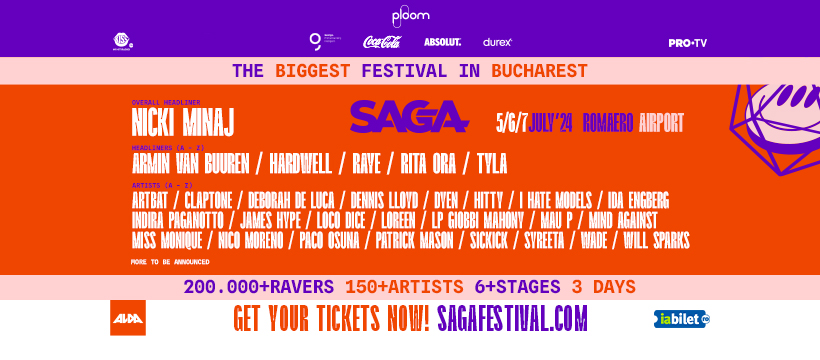 ploom
Coca-Cola ABSOLUT. durex PRO•TV
THE BIGGEST FESTIVAL IN BUCHAREST
OVERALL HEADLINER
NICKI MINAJ
SAGA
5/6/7 JULY'24 ROMAERO AIRPORT
HEADLINERS (A - Z)
ARMIN VAN BUUREN / HARDWELL / RAYE / RITA ORA / TYLA
ARTISTS (A - Z)
ARTBAT / CLAPTONE / DEBORAH DE LUCA / DENNIS LLOYD / DYEN / HITTY / I HATE MODELS / IDA ENGBERG
INDIRA PAGANOTTO / JAMES HYPE / LOCO DICE / LOREEN / LP GIOBBI MAHONY / MAU P / MIND AGAINST
MISS MONIQUE / NICO MORENO / PACO OSUNA / PATRICK MASON / SICKICK / SYREETA / WADE / WILL SPARKS
MORE TO BE ANNOUNCED
200.000+RAVERS 150+ARTISTS 6+STAGES 3 DAYS
GET YOUR TICKETS NOW! SAGAFESTIVAL.COM
iabilet ro